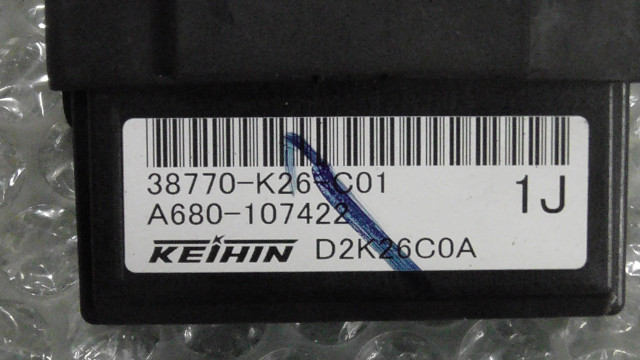 38770-K26-C01
A680-107422
1J
KEIHIN D2K26C0A